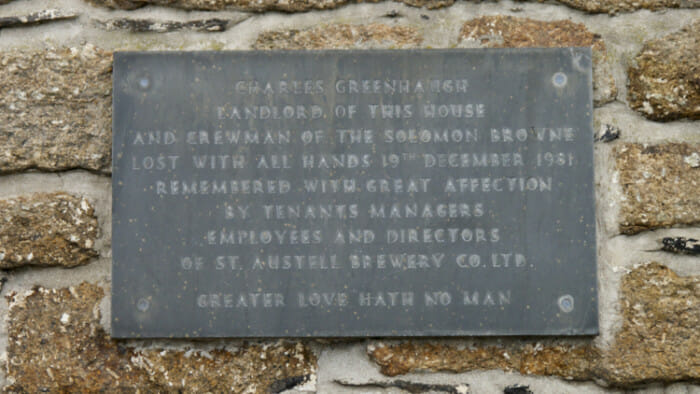 CHARLES GREENHAUGH
LANDLORD OF THIS HOUSE
AND CREWMAN OF THE SOLOMON BROWNE
LOST WITH ALL HANDS 19TH DECEMBER 1981
REMEMBERED WITH GREAT AFFECTION
BY TENANTS MANAGERS
EMPLOYEES AND DIRECTORS
OF ST. AUSTELL BREWERY CO. LTD.
GREATER LOVE HATH NO MAN